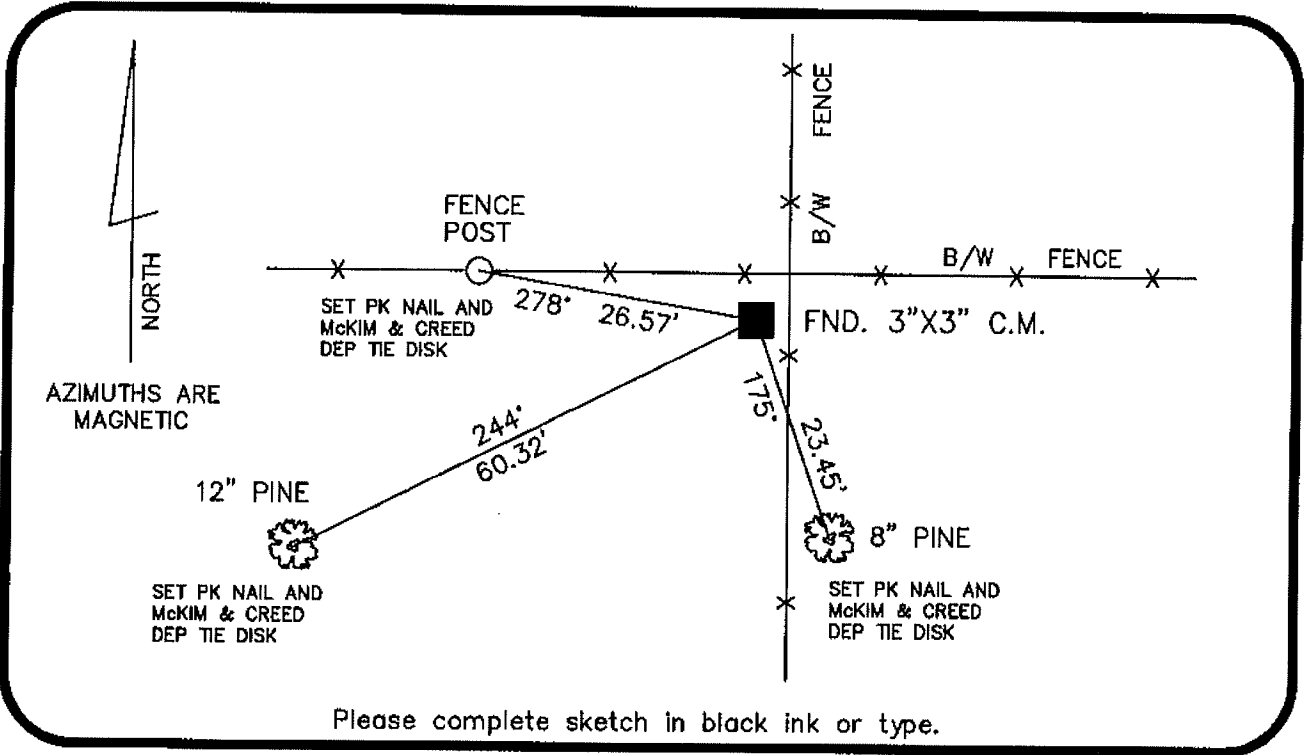 FENCE
B/W
FENCE
POST
B/W FENCE
NORTH
278° 26.57'
SET PK NAIL AND
McKIM & CREED
DEP TIE DISK
FND. 3"X3" C.M.
AZIMUTHS ARE
MAGNETIC
175°
23.45'
244°
60.32'
12" PINE
8" PINE
SET PK NAIL AND
McKIM & CREED
DEP TIE DISK
SET PK NAIL AND
McKIM & CREED
DEP TIE DISK
Please complete sketch in black ink or type.